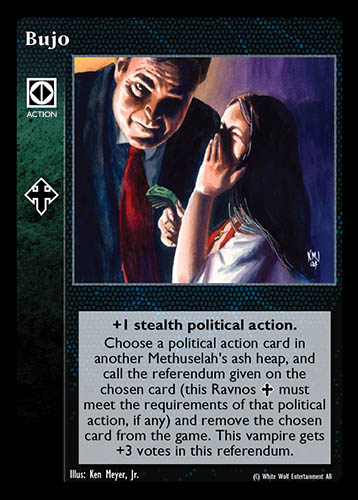 Bujo
ACTION
KMJ
+1 stealth political action.
Choose a political action card in
another Methuselah's ash heap, and
call the referendum given on the
chosen card (this Ravnos must
meet the requirements of that political
action, if any) and remove the chosen
card from the game. This vampire gets
+3 votes in this referendum.
Illus: Ken Meyer, Jr.
(C) White Wolf Entertainment AB